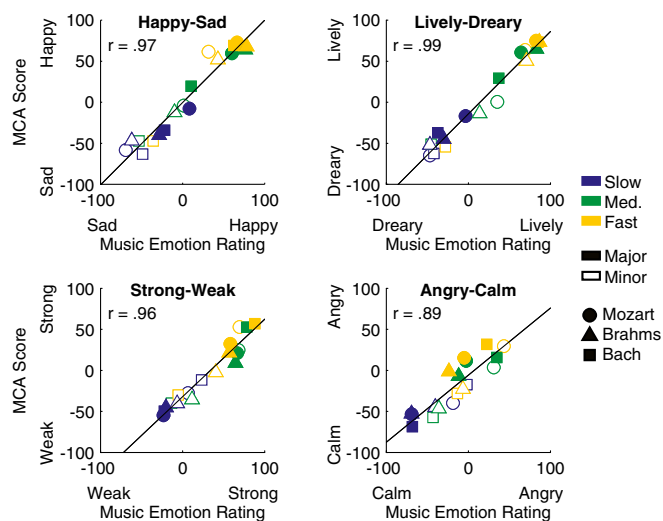 Happy-Sad
r = .97
MCA Score
Happy
Sad
100
50
0
-50
-100
-100 0 100
Sad Happy
Music Emotion Rating
Lively-Dreary
r = .99
Lively
Dreary
100
50
0
-50
-100
-100 0 100
Dreary Lively
Music Emotion Rating
Slow
Med.
Fast
Major
Minor
Mozart
Brahms
Bach
Strong-Weak
r = .96
MCA Score
Strong
Weak
100
50
0
-50
-100
-100 0 100
Weak Strong
Music Emotion Rating
Angry-Calm
r = .89
Angry
Calm
100
50
0
-50
-100
-100 0 100
Calm Angry
Music Emotion Rating